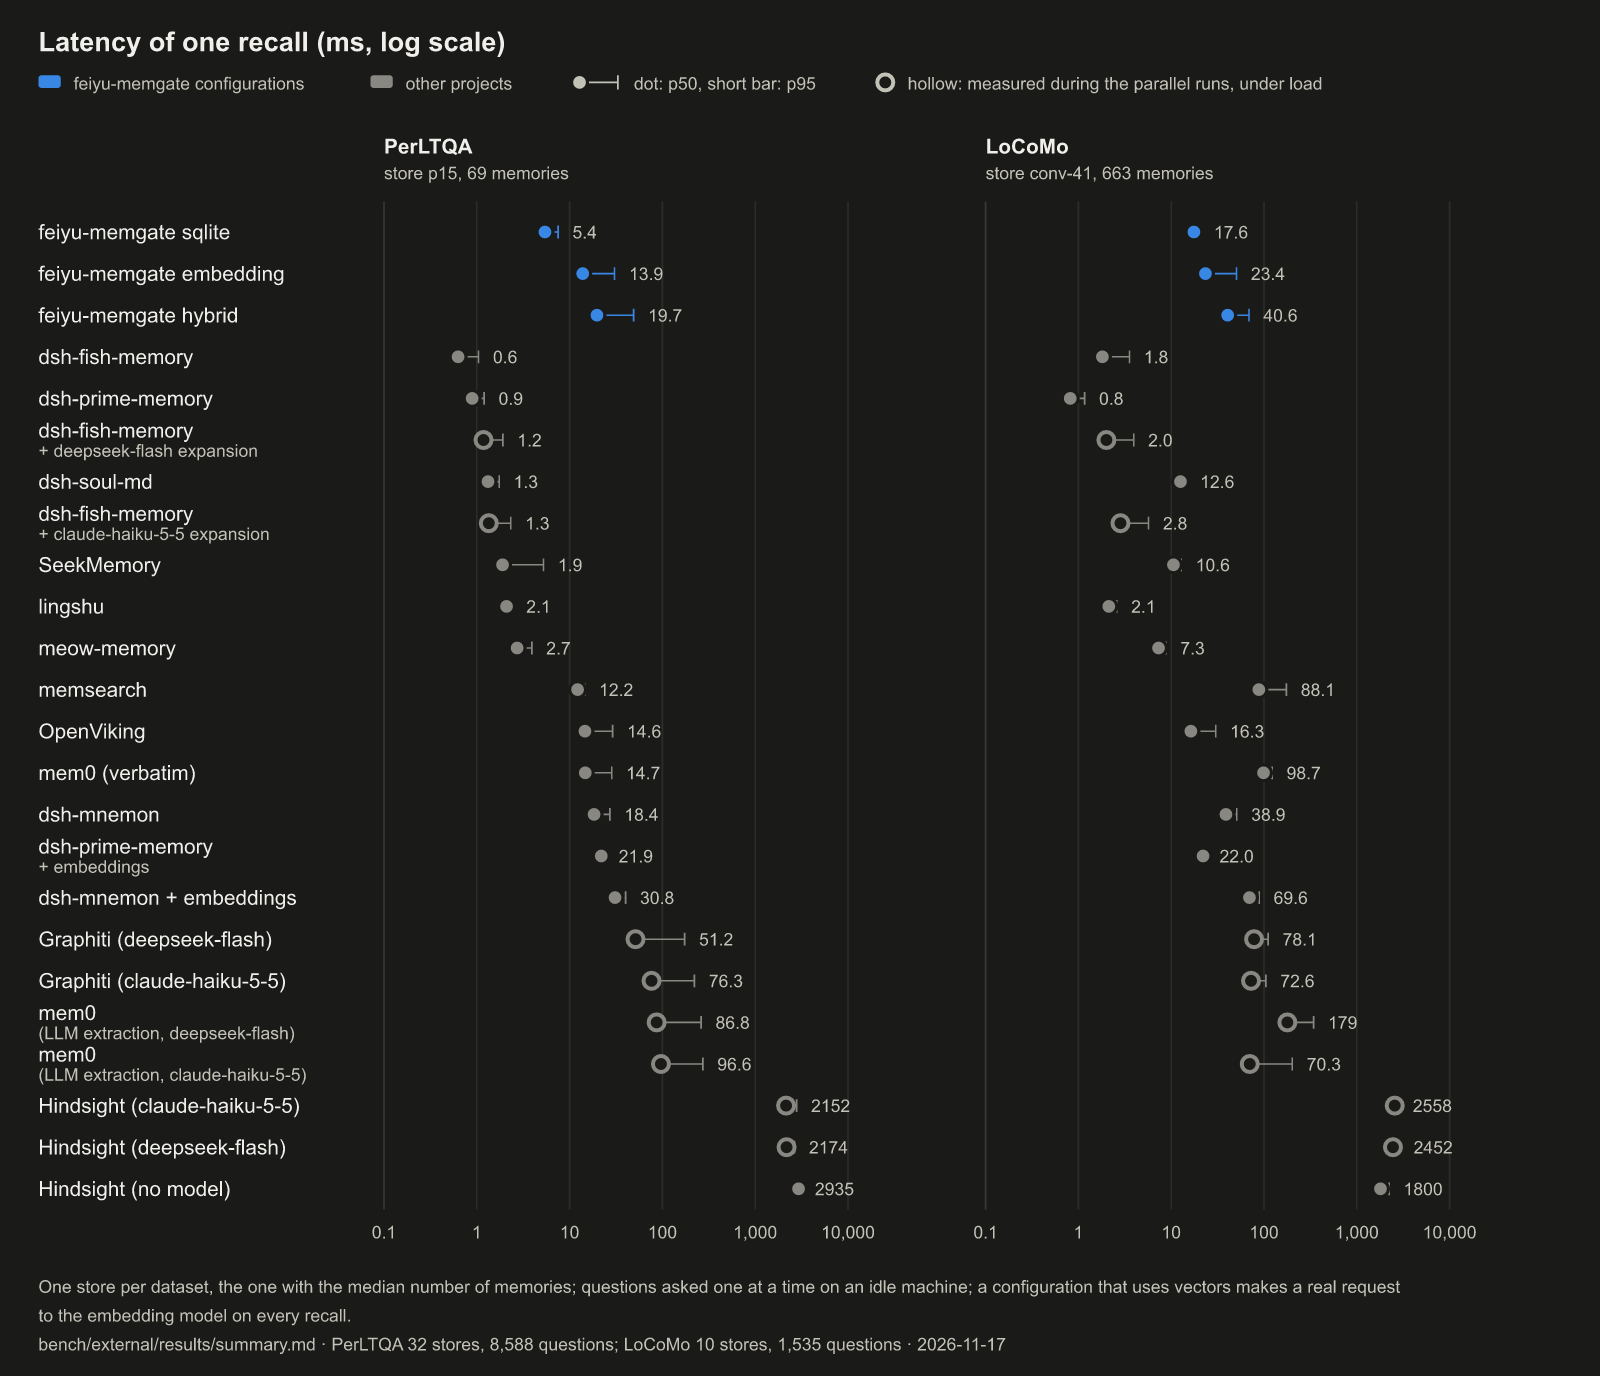 Latency of one recall (ms, log scale)
feiyu-memgate configurations other projects dot: p50, short bar: p95 hollow: measured during the parallel runs, under load
PerLTQA LoCoMo
store p15, 69 memories store conv-41, 663 memories
feiyu-memgate sqlite 5.4 17.6
feiyu-memgate embedding 13.9 23.4
feiyu-memgate hybrid 19.7 40.6
dsh-fish-memory 0.6 1.8
dsh-prime-memory 0.9 0.8
dsh-fish-memory
+ deepseek-flash expansion 1.2 2.0
dsh-soul-md 1.3 12.6
dsh-fish-memory
+ claude-haiku-5-5 expansion 1.3 2.8
SeekMemory 1.9 10.6
lingshu 2.1 2.1
meow-memory 2.7 7.3
memsearch 12.2 88.1
OpenViking 14.6 16.3
mem0 (verbatim) 14.7 98.7
dsh-mnemon 18.4 38.9
dsh-prime-memory
+ embeddings 21.9 22.0
dsh-mnemon + embeddings 30.8 69.6
Graphiti (deepseek-flash) 51.2 78.1
Graphiti (claude-haiku-5-5) 76.3 72.6
mem0
(LLM extraction, deepseek-flash) 86.8 179
mem0
(LLM extraction, claude-haiku-5-5) 96.6 70.3
Hindsight (claude-haiku-5-5) 2152 2558
Hindsight (deepseek-flash) 2174 2452
Hindsight (no model) 2935 1800
0.1 1 10 100 1,000 10,000 0.1 1 10 100 1,000 10,000
One store per dataset, the one with the median number of memories; questions asked one at a time on an idle machine; a configuration that uses vectors makes a real request
to the embedding model on every recall.
bench/external/results/summary.md · PerLTQA 32 stores, 8,588 questions; LoCoMo 10 stores, 1,535 questions · 2026-11-17